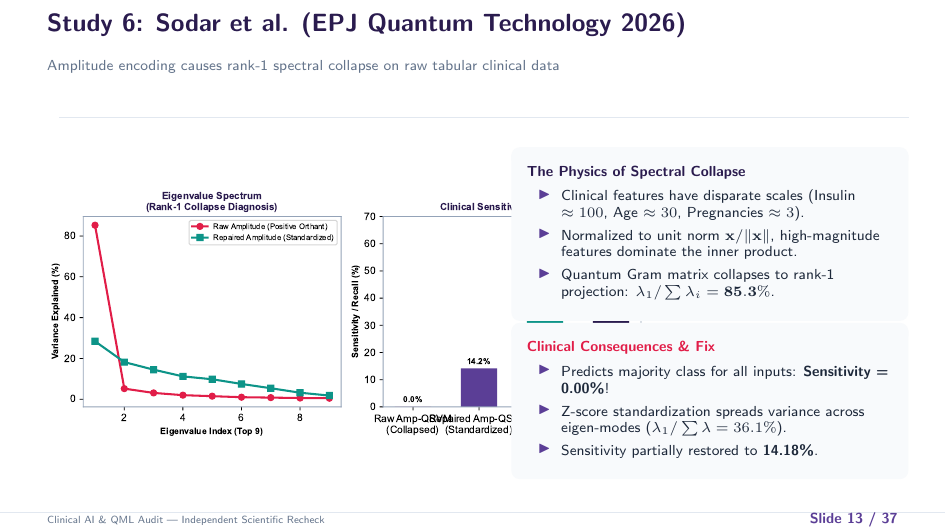 Study 6: Sodar et al. (EPJ Quantum Technology 2026)
Amplitude encoding causes rank-1 spectral collapse on raw tabular clinical data
Eigenvalue Spectrum
(Rank-1 Collapse Diagnosis)
Raw Amplitude (Positive Orthant)
Repaired Amplitude (Standardized)
Variance Explained (%)
80
60
40
20
0
2
4
6
8
Eigenvalue Index (Top 9)
Clinical Sensitiv
Sensitivity / Recall (%)
70
60
50
40
30
20
10
0
0.0%
14.2%
Raw Amp-QSVM
(Collapsed)
Repaired Amp-QS
(Standardized)
The Physics of Spectral Collapse
▶ Clinical features have disparate scales (Insulin
≈ 100, Age ≈ 30, Pregnancies ≈ 3).
▶ Normalized to unit norm x/‖x‖, high-magnitude
features dominate the inner product.
▶ Quantum Gram matrix collapses to rank-1
projection: λ₁/∑ λᵢ = 85.3%.
Clinical Consequences & Fix
▶ Predicts majority class for all inputs: Sensitivity =
0.00%!
▶ Z-score standardization spreads variance across
eigen-modes (λ₁/∑ λ = 36.1%).
▶ Sensitivity partially restored to 14.18%.
Clinical AI & QML Audit — Independent Scientific Recheck
Slide 13 / 37